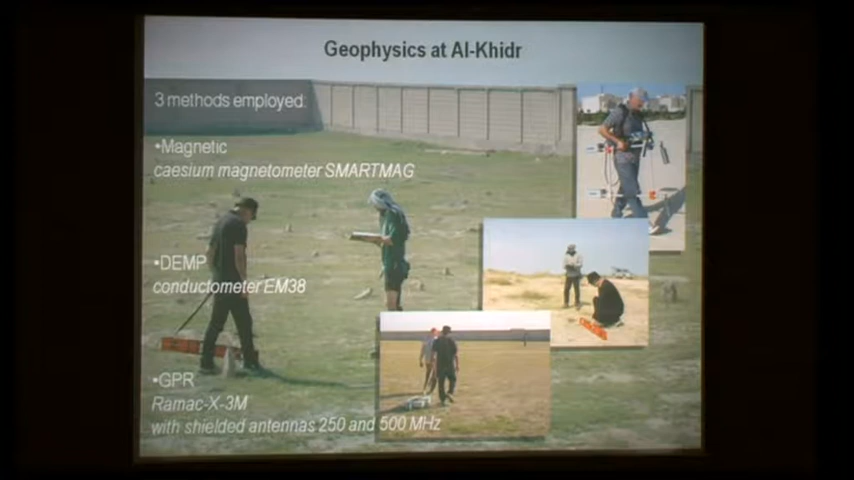 Geophysics at Al-Khidr
3 methods employed:
•Magnetic
caesium magnetometer SMARTMAG
•DEMP
conductometer EM38
•GPR
Ramac-X-3M
with shielded antennas 250 and 500 MHz